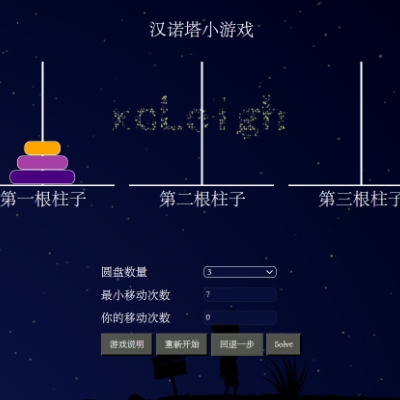 汉诺塔小游戏
xcLeigh
第一根柱子 第二根柱子 第三根柱子
圆盘数量 3
最小移动次数 7
你的移动次数 0
游戏说明 重新开始 回退一步 Solve